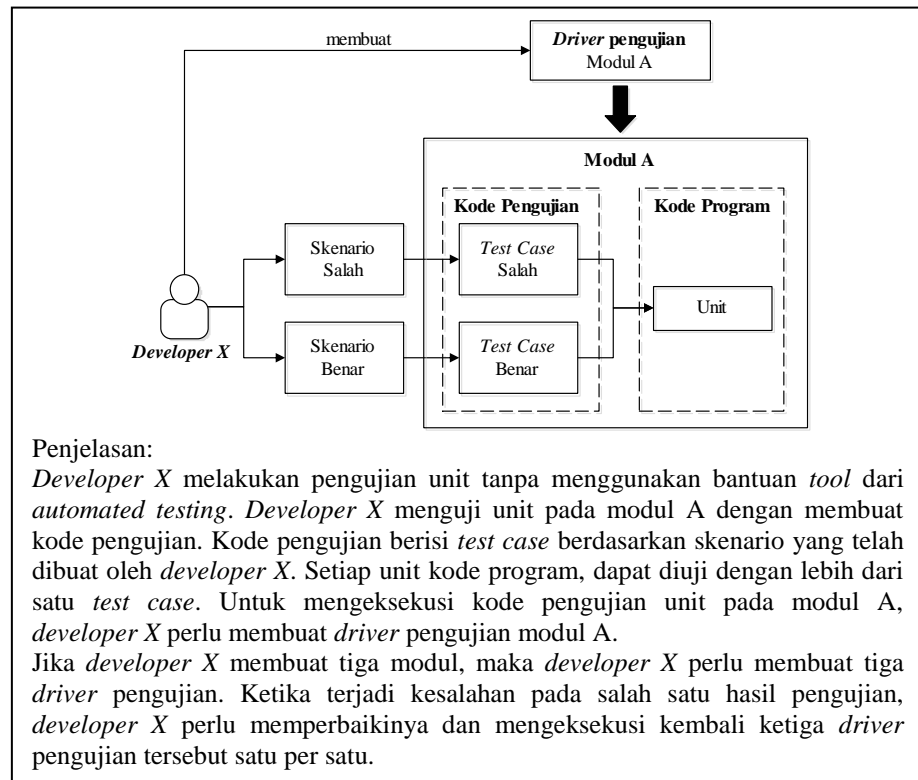 membuat
Driver pengujian
Modul A
Modul A
Kode Pengujian
Kode Program
Skenario
Salah
Test Case
Salah
Unit
Developer X
Skenario
Benar
Test Case
Benar
Penjelasan:
Developer X melakukan pengujian unit tanpa menggunakan bantuan tool dari
automated testing. Developer X menguji unit pada modul A dengan membuat
kode pengujian. Kode pengujian berisi test case berdasarkan skenario yang telah
dibuat oleh developer X. Setiap unit kode program, dapat diuji dengan lebih dari
satu test case. Untuk mengeksekusi kode pengujian unit pada modul A,
developer X perlu membuat driver pengujian modul A.
Jika developer X membuat tiga modul, maka developer X perlu membuat tiga
driver pengujian. Ketika terjadi kesalahan pada salah satu hasil pengujian,
developer X perlu memperbaikinya dan mengeksekusi kembali ketiga driver
pengujian tersebut satu per satu.